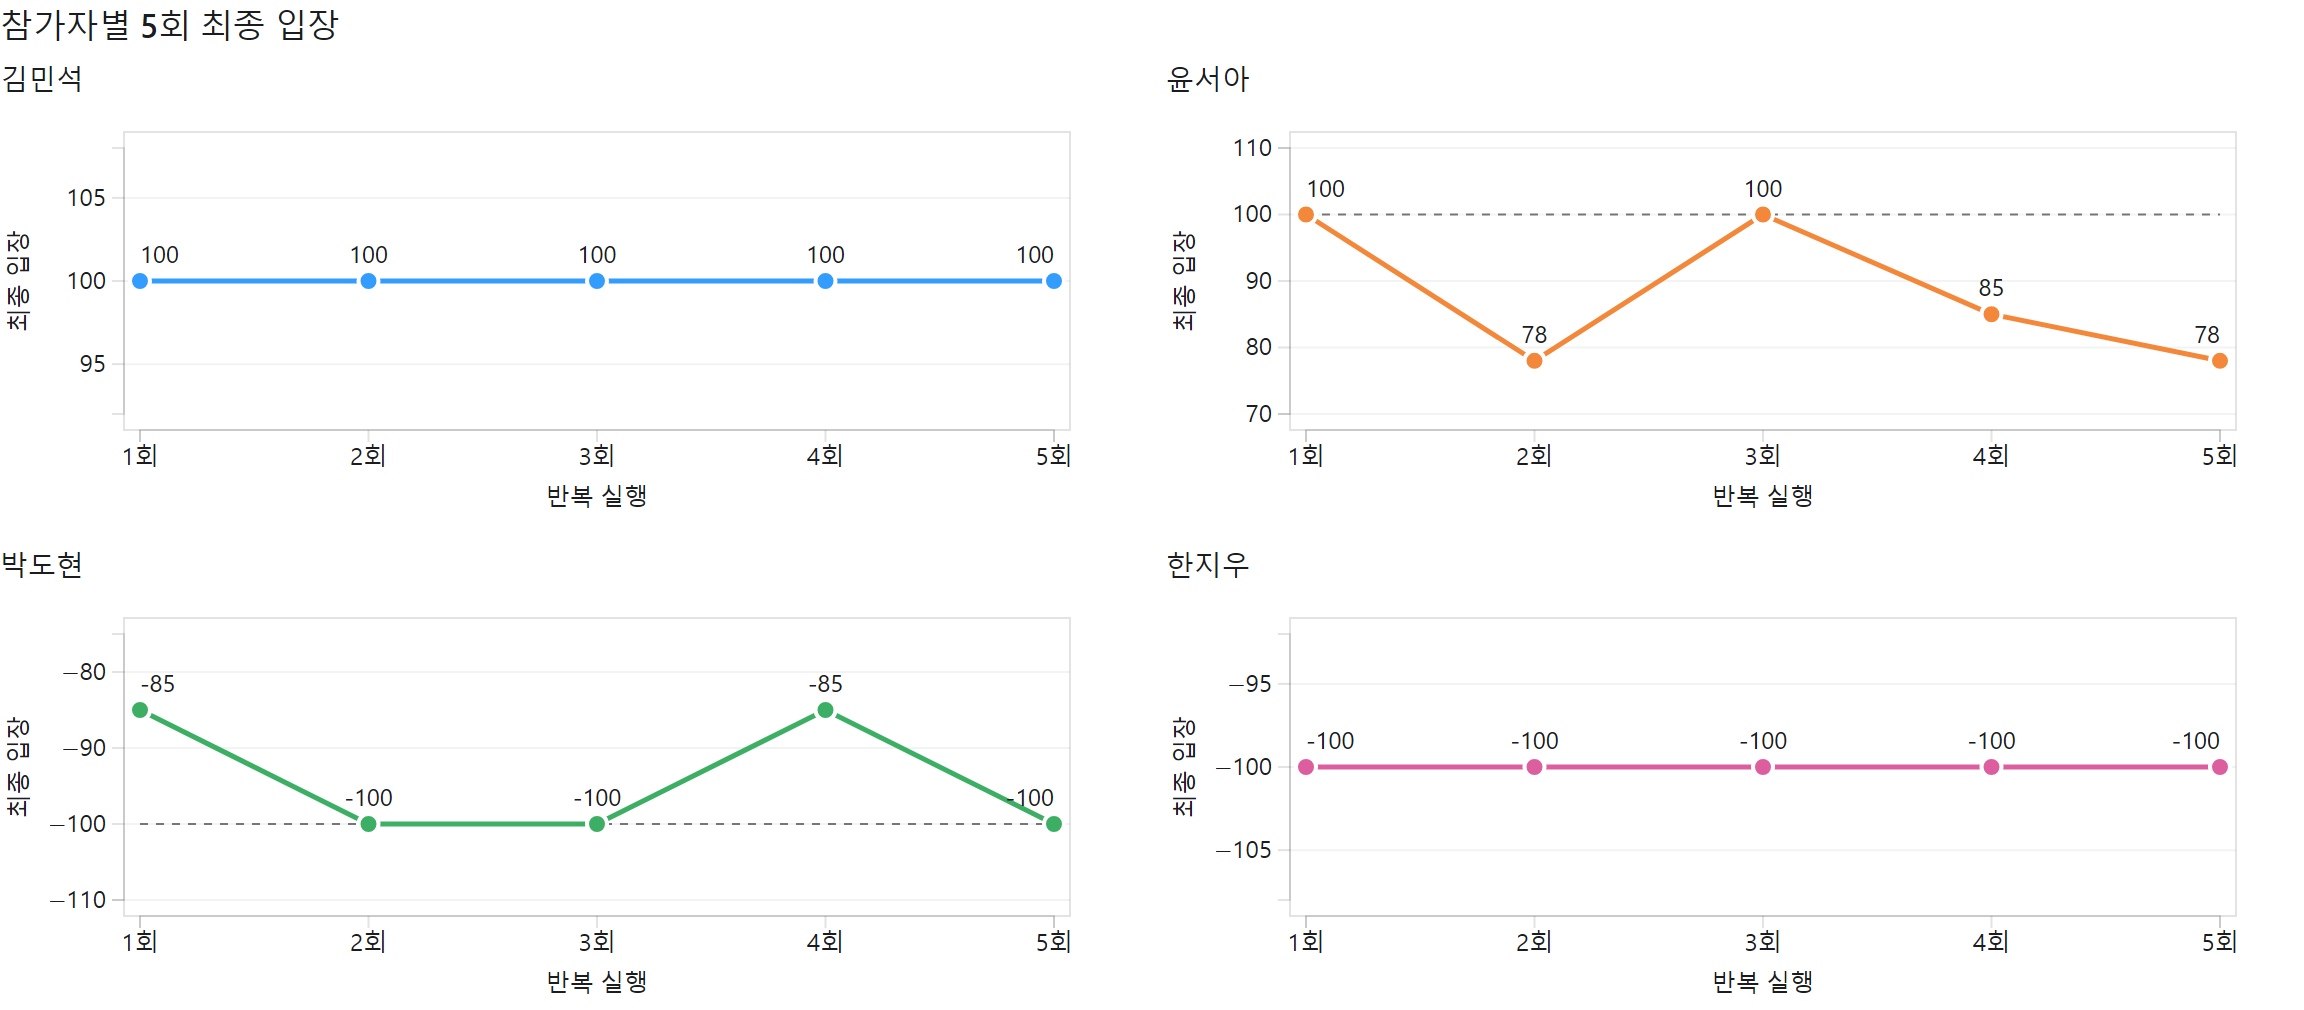 참가자별 5회 최종 입장
김민석
최종 입장
105
100
95
100 100 100 100 100
1회 2회 3회 4회 5회
반복 실행
윤서아
최종 입장
110
100
90
80
70
100 78 100 85 78
1회 2회 3회 4회 5회
반복 실행
박도현
최종 입장
−80
−90
−100
−110
-85 -100 -100 -85 -100
1회 2회 3회 4회 5회
반복 실행
한지우
최종 입장
−95
−100
−105
-100 -100 -100 -100 -100
1회 2회 3회 4회 5회
반복 실행